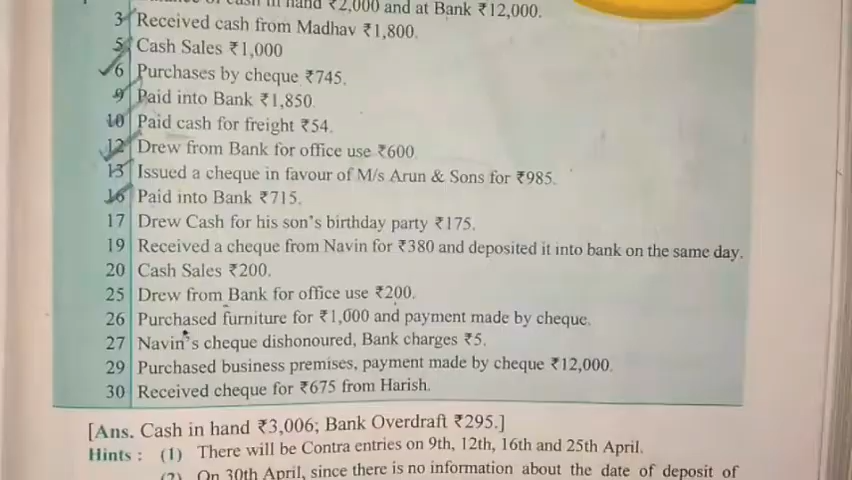 cash in hand ₹2,000 and at Bank ₹12,000.
3 Received cash from Madhav ₹1,800.
5 Cash Sales ₹1,000
6 Purchases by cheque ₹745.
9 Paid into Bank ₹1,850.
10 Paid cash for freight ₹54.
12 Drew from Bank for office use ₹600.
13 Issued a cheque in favour of M/s Arun & Sons for ₹985.
16 Paid into Bank ₹715.
17 Drew Cash for his son's birthday party ₹175.
19 Received a cheque from Navin for ₹380 and deposited it into bank on the same day.
20 Cash Sales ₹200.
25 Drew from Bank for office use ₹200.
26 Purchased furniture for ₹1,000 and payment made by cheque.
27 Navin's cheque dishonoured, Bank charges ₹5.
29 Purchased business premises, payment made by cheque ₹12,000.
30 Received cheque for ₹675 from Harish.
[Ans. Cash in hand ₹3,006; Bank Overdraft ₹295.]
Hints : (1) There will be Contra entries on 9th, 12th, 16th and 25th April.
(2) On 30th April, since there is no information about the date of deposit of